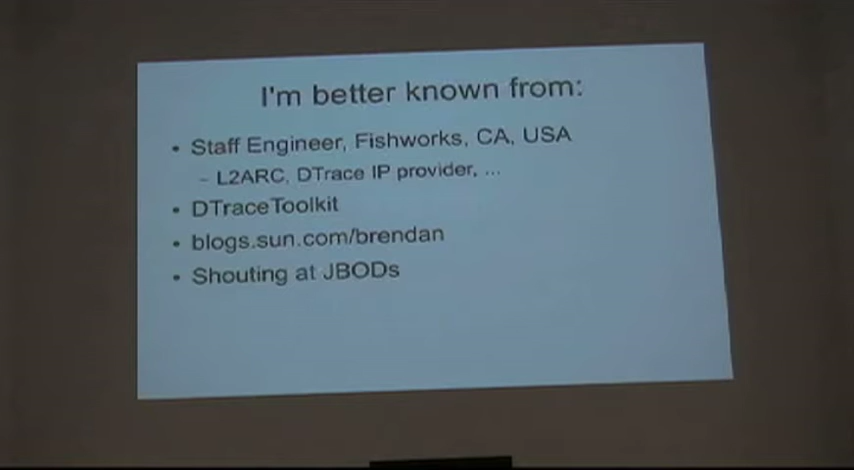 I'm better known from:
• Staff Engineer, Fishworks, CA, USA
– L2ARC, DTrace IP provider, ...
• DTraceToolkit
• blogs.sun.com/brendan
• Shouting at JBODs